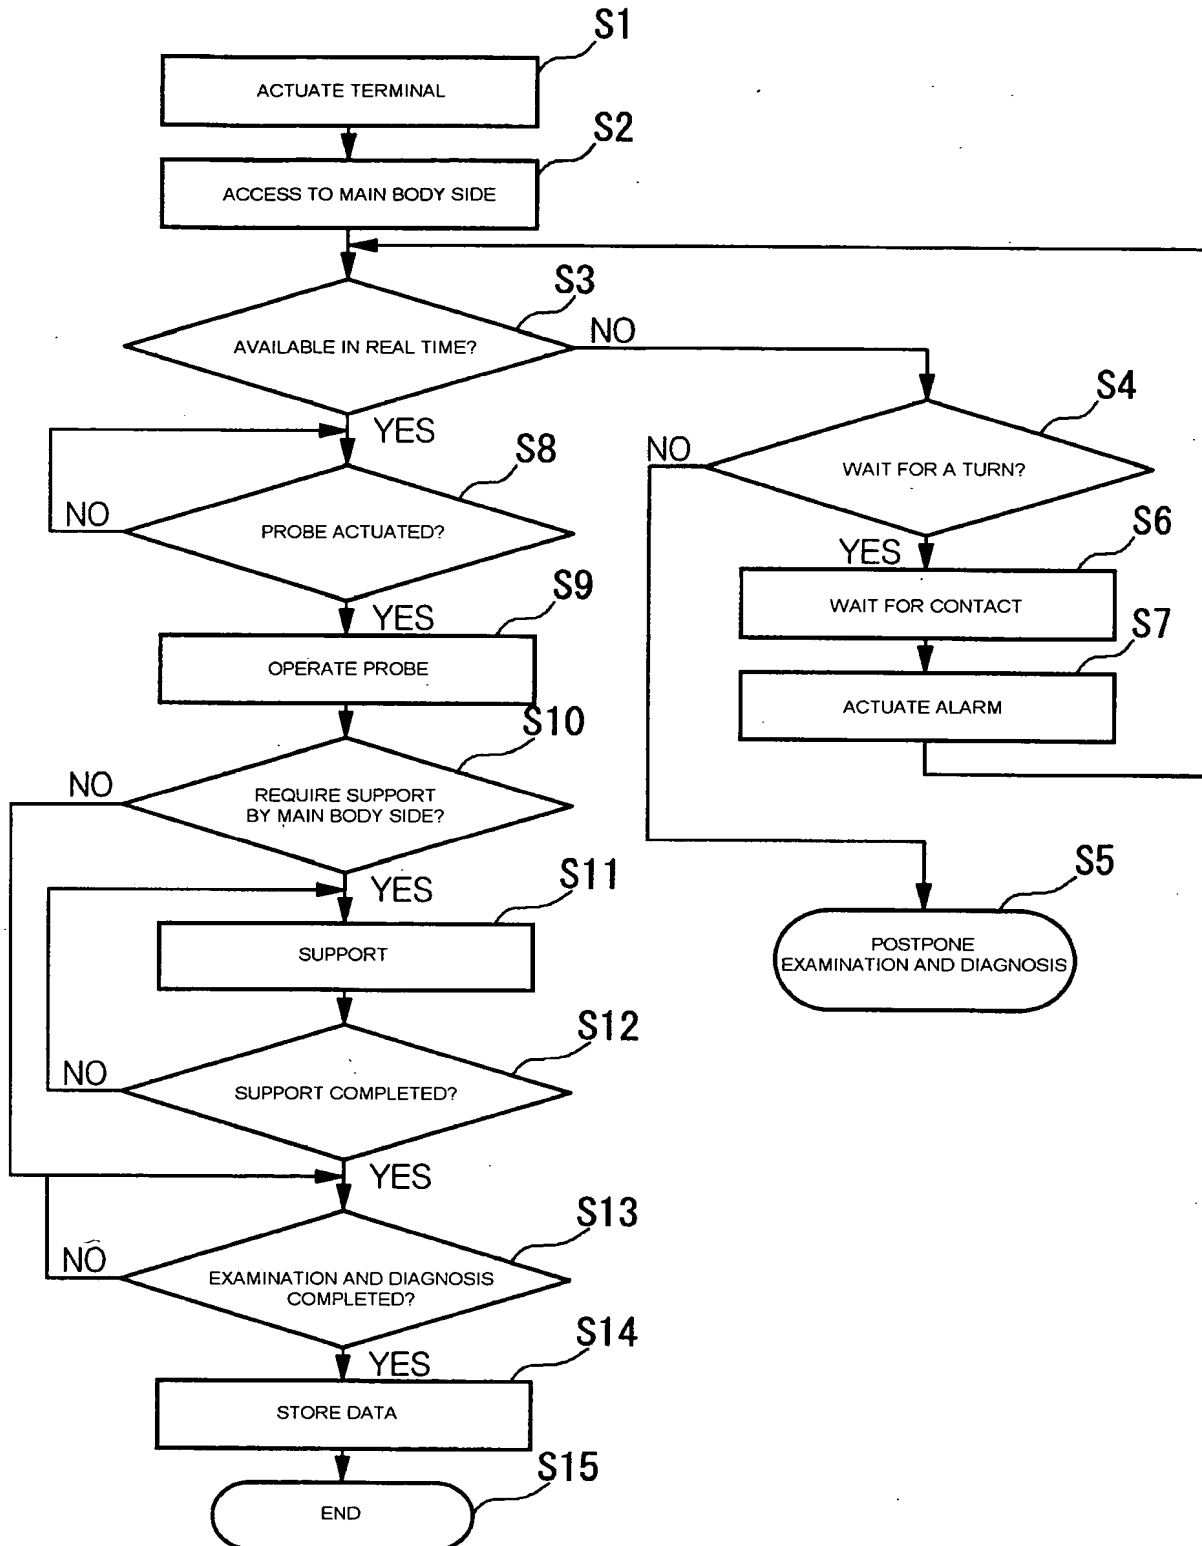 S1
ACTUATE TERMINAL
S2
ACCESS TO MAIN BODY SIDE
S3
AVAILABLE IN REAL TIME?
NO
YES
S4
WAIT FOR A TURN?
NO
YES
S8
PROBE ACTUATED?
NO
YES
S6
WAIT FOR CONTACT
S7
ACTUATE ALARM
S9
OPERATE PROBE
S10
REQUIRE SUPPORT
BY MAIN BODY SIDE?
NO
YES
S5
POSTPONE
EXAMINATION AND DIAGNOSIS
S11
SUPPORT
S12
SUPPORT COMPLETED?
NO
YES
S13
EXAMINATION AND DIAGNOSIS
COMPLETED?
NO
YES
S14
STORE DATA
S15
END